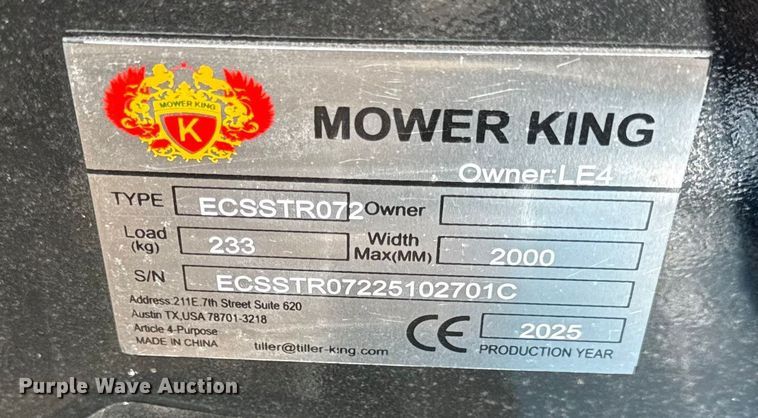 MOWER KING
K
MOWER KING
Owner:LE4
TYPE ECSSTR072 Owner
Load (kg) 233 Width Max(MM) 2000
S/N ECSSTR07225102701C
Address:211E.7th Street Suite 620
Austin TX,USA 78701-3218
Article 4-Purpose
MADE IN CHINA tiller@tiller-king.com
CE 2025
PRODUCTION YEAR
Purple Wave Auction